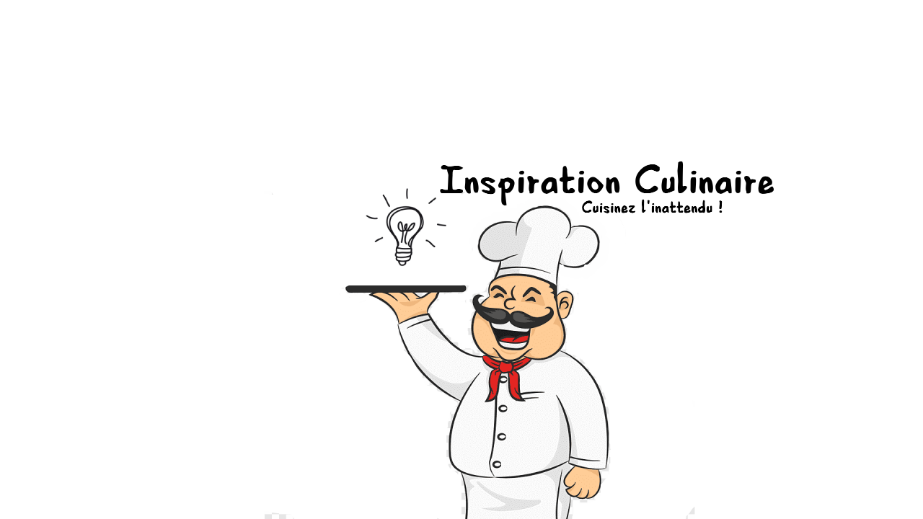 Inspiration Culinaire
Cuisinez l'inattendu !